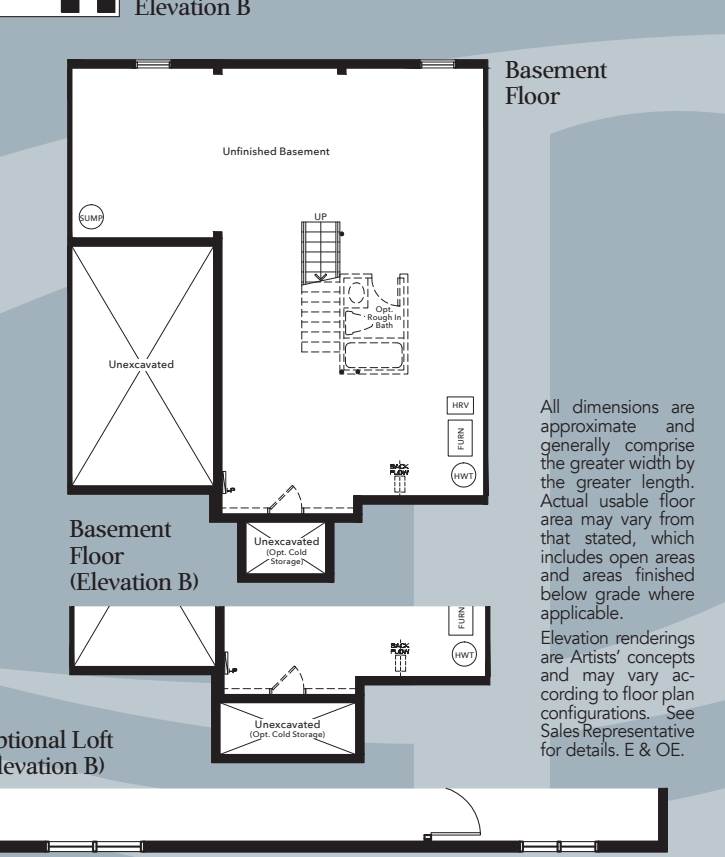 Elevation B
Basement
Floor
Unfinished Basement
SUMP
UP
Opt.
Rough In
Bath
Unexcavated
HRV
FURN
HWT
BACK
FLOW
Unexcavated
(Opt. Cold
Storage)
Basement
Floor
(Elevation B)
FURN
HWT
BACK
FLOW
Unexcavated
(Opt. Cold Storage)
All dimensions are
approximate and
generally comprise
the greater width by
the greater length.
Actual usable floor
area may vary from
that stated, which
includes open areas
and areas finished
below grade where
applicable.
Elevation renderings
are Artists' concepts
and may vary ac-
cording to floor plan
configurations. See
Sales Representative
for details. E & OE.
ptional Loft
levation B)